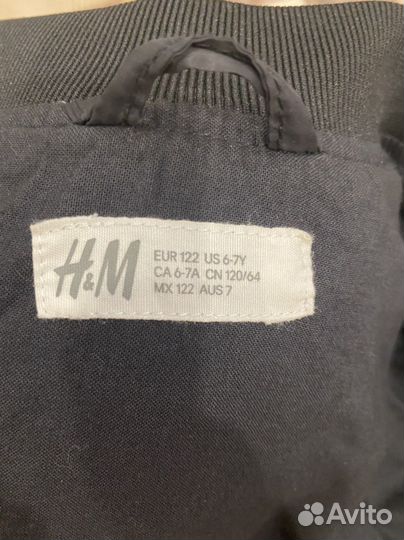 H&M
EUR 122 US 6-7Y
CA 6-7A CN 120/64
MX 122 AUS 7
Avito